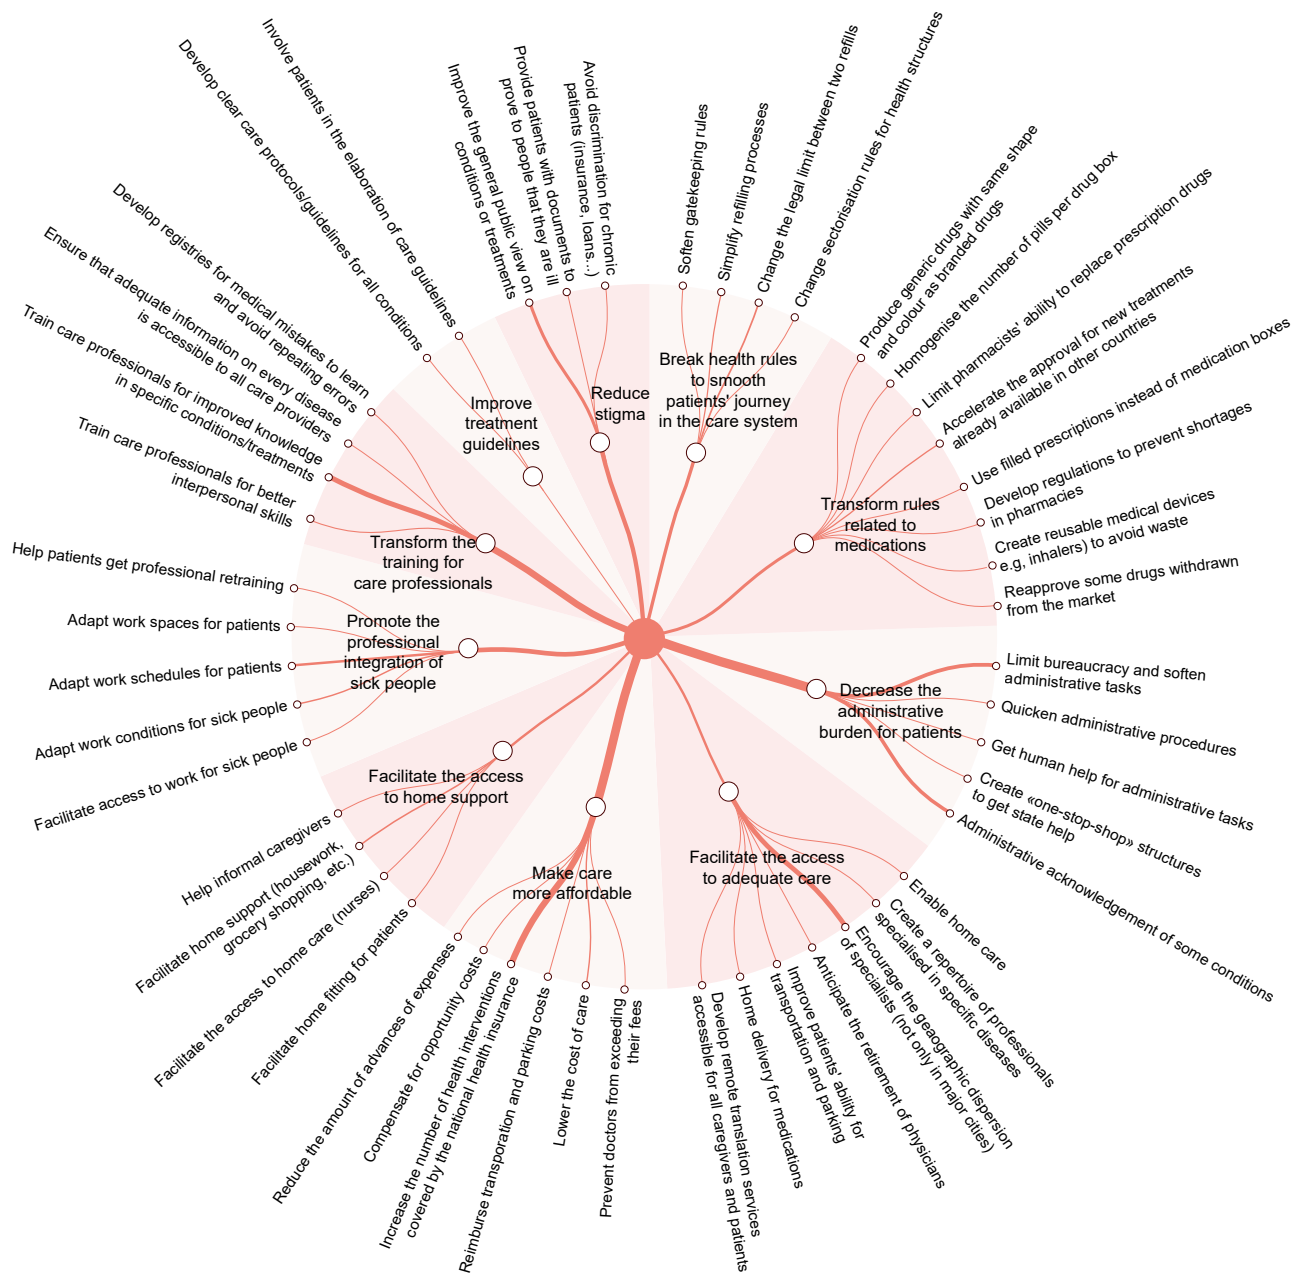 Soften gatekeeping rules
Simplify refilling processes
Change the legal limit between two refills
Change sectorisation rules for health structures
Break health rules
to smooth
patients' journey
in the care system
Produce generic drugs with same shape
and colour as branded drugs
Homogenise the number of pills per drug box
Limit pharmacists' ability to replace prescription drugs
Accelerate the approval for new treatments
already available in other countries
Use filled prescriptions instead of medication boxes
Develop regulations to prevent shortages
in pharmacies
Create reusable medical devices
e.g, inhalers) to avoid waste
Reapprove some drugs withdrawn
from the market
Transform rules
related to
medications
Limit bureaucracy and soften
administrative tasks
Quicken administrative procedures
Get human help for administrative tasks
Create «one-stop-shop» structures
to get state help
Administrative acknowledgement of some conditions
Decrease the
administrative
burden for patients
Enable home care
Create a repertoire of professionals
specialised in specific diseases
Encourage the geaographic dispersion
of specialists (not only in major cities)
Anticipate the retirement of physicians
Improve patients' ability for
transportation and parking
Home delivery for medications
Develop remote translation services
accessible for all caregivers and patients
Facilitate the access
to adequate care
Prevent doctors from exceeding
their fees
Lower the cost of care
Reimburse transporation and parking costs
Increase the number of health interventions
covered by the national health insurance
Compensate for opportunity costs
Reduce the amount of advances of expenses
Make care
more affordable
Facilitate home fitting for patients
Facilitate the access to home care (nurses)
Facilitate home support (housework,
grocery shopping, etc.)
Help informal caregivers
Facilitate the access
to home support
Facilitate access to work for sick people
Adapt work conditions for sick people
Adapt work schedules for patients
Adapt work spaces for patients
Help patients get professional retraining
Promote the
professional
integration of
sick people
Train care professionals for better
interpersonal skills
Train care professionals for improved knowledge
in specific conditions/treatments
Ensure that adequate information on every disease
is accessible to all care providers
Develop registries for medical mistakes to learn
and avoid repeating errors
Transform the
training for
care professionals
Develop clear care protocols/guidelines for all conditions
Involve patients in the elaboration of care guidelines
Improve
treatment
guidelines
Improve the general public view on
conditions or treatments
Provide patients with documents to
prove to people that they are ill
Avoid discrimination for chronic
patients (insurance, loans...)
Reduce
stigma